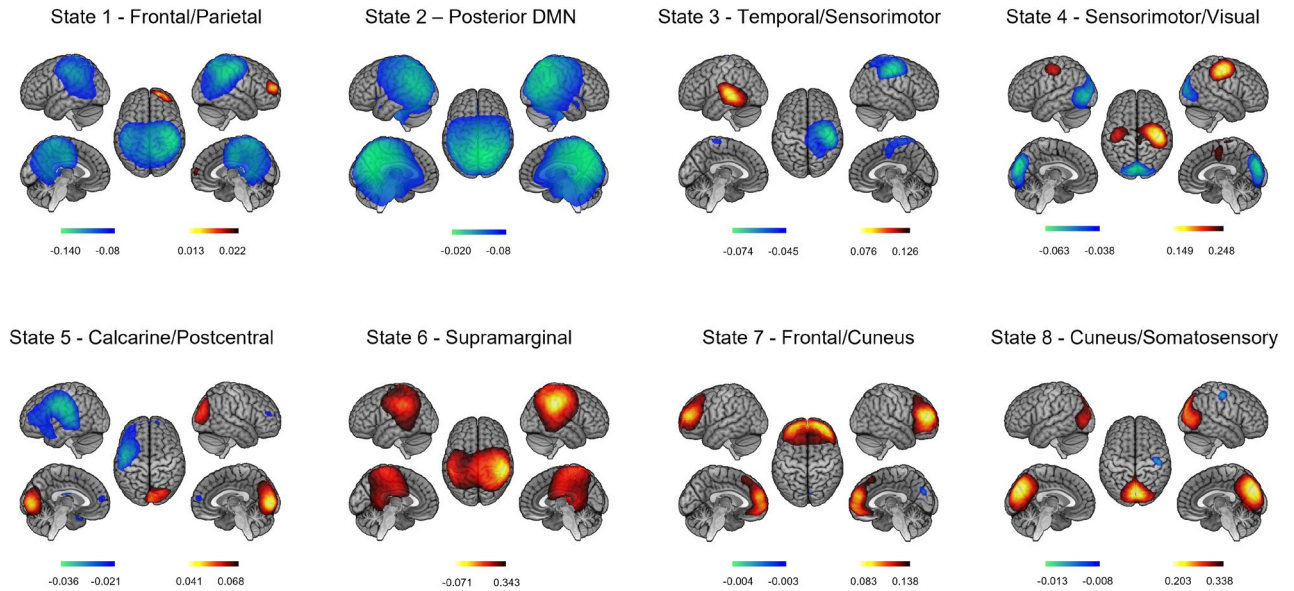 State 1 - Frontal/Parietal
State 2 – Posterior DMN
State 3 - Temporal/Sensorimotor
State 4 - Sensorimotor/Visual
-0.140 -0.08
0.013 0.022
-0.020 -0.08
-0.074 -0.045
0.076 0.126
-0.063 -0.038
0.149 0.248
State 5 - Calcarine/Postcentral
State 6 - Supramarginal
State 7 - Frontal/Cuneus
State 8 - Cuneus/Somatosensory
-0.036 -0.021
0.041 0.068
-0.071 0.343
-0.004 -0.003
0.083 0.138
-0.013 -0.008
0.203 0.338